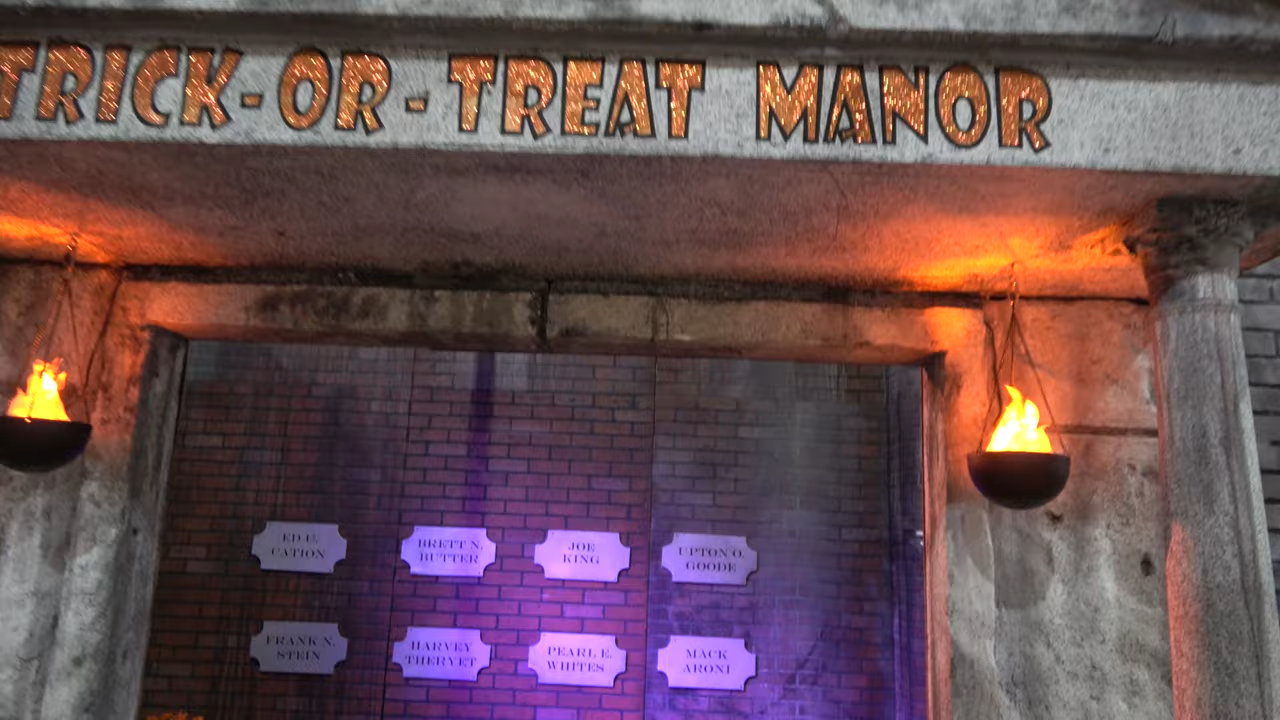 TRICK-OR-TREAT MANOR
ED U.
CATION
BRETT N.
BUTTER
JOE
KING
UPTON O.
GOODE
FRANK N.
STEIN
HARVEY
THERYET
PEARL E.
WHITES
MACK
ARONI